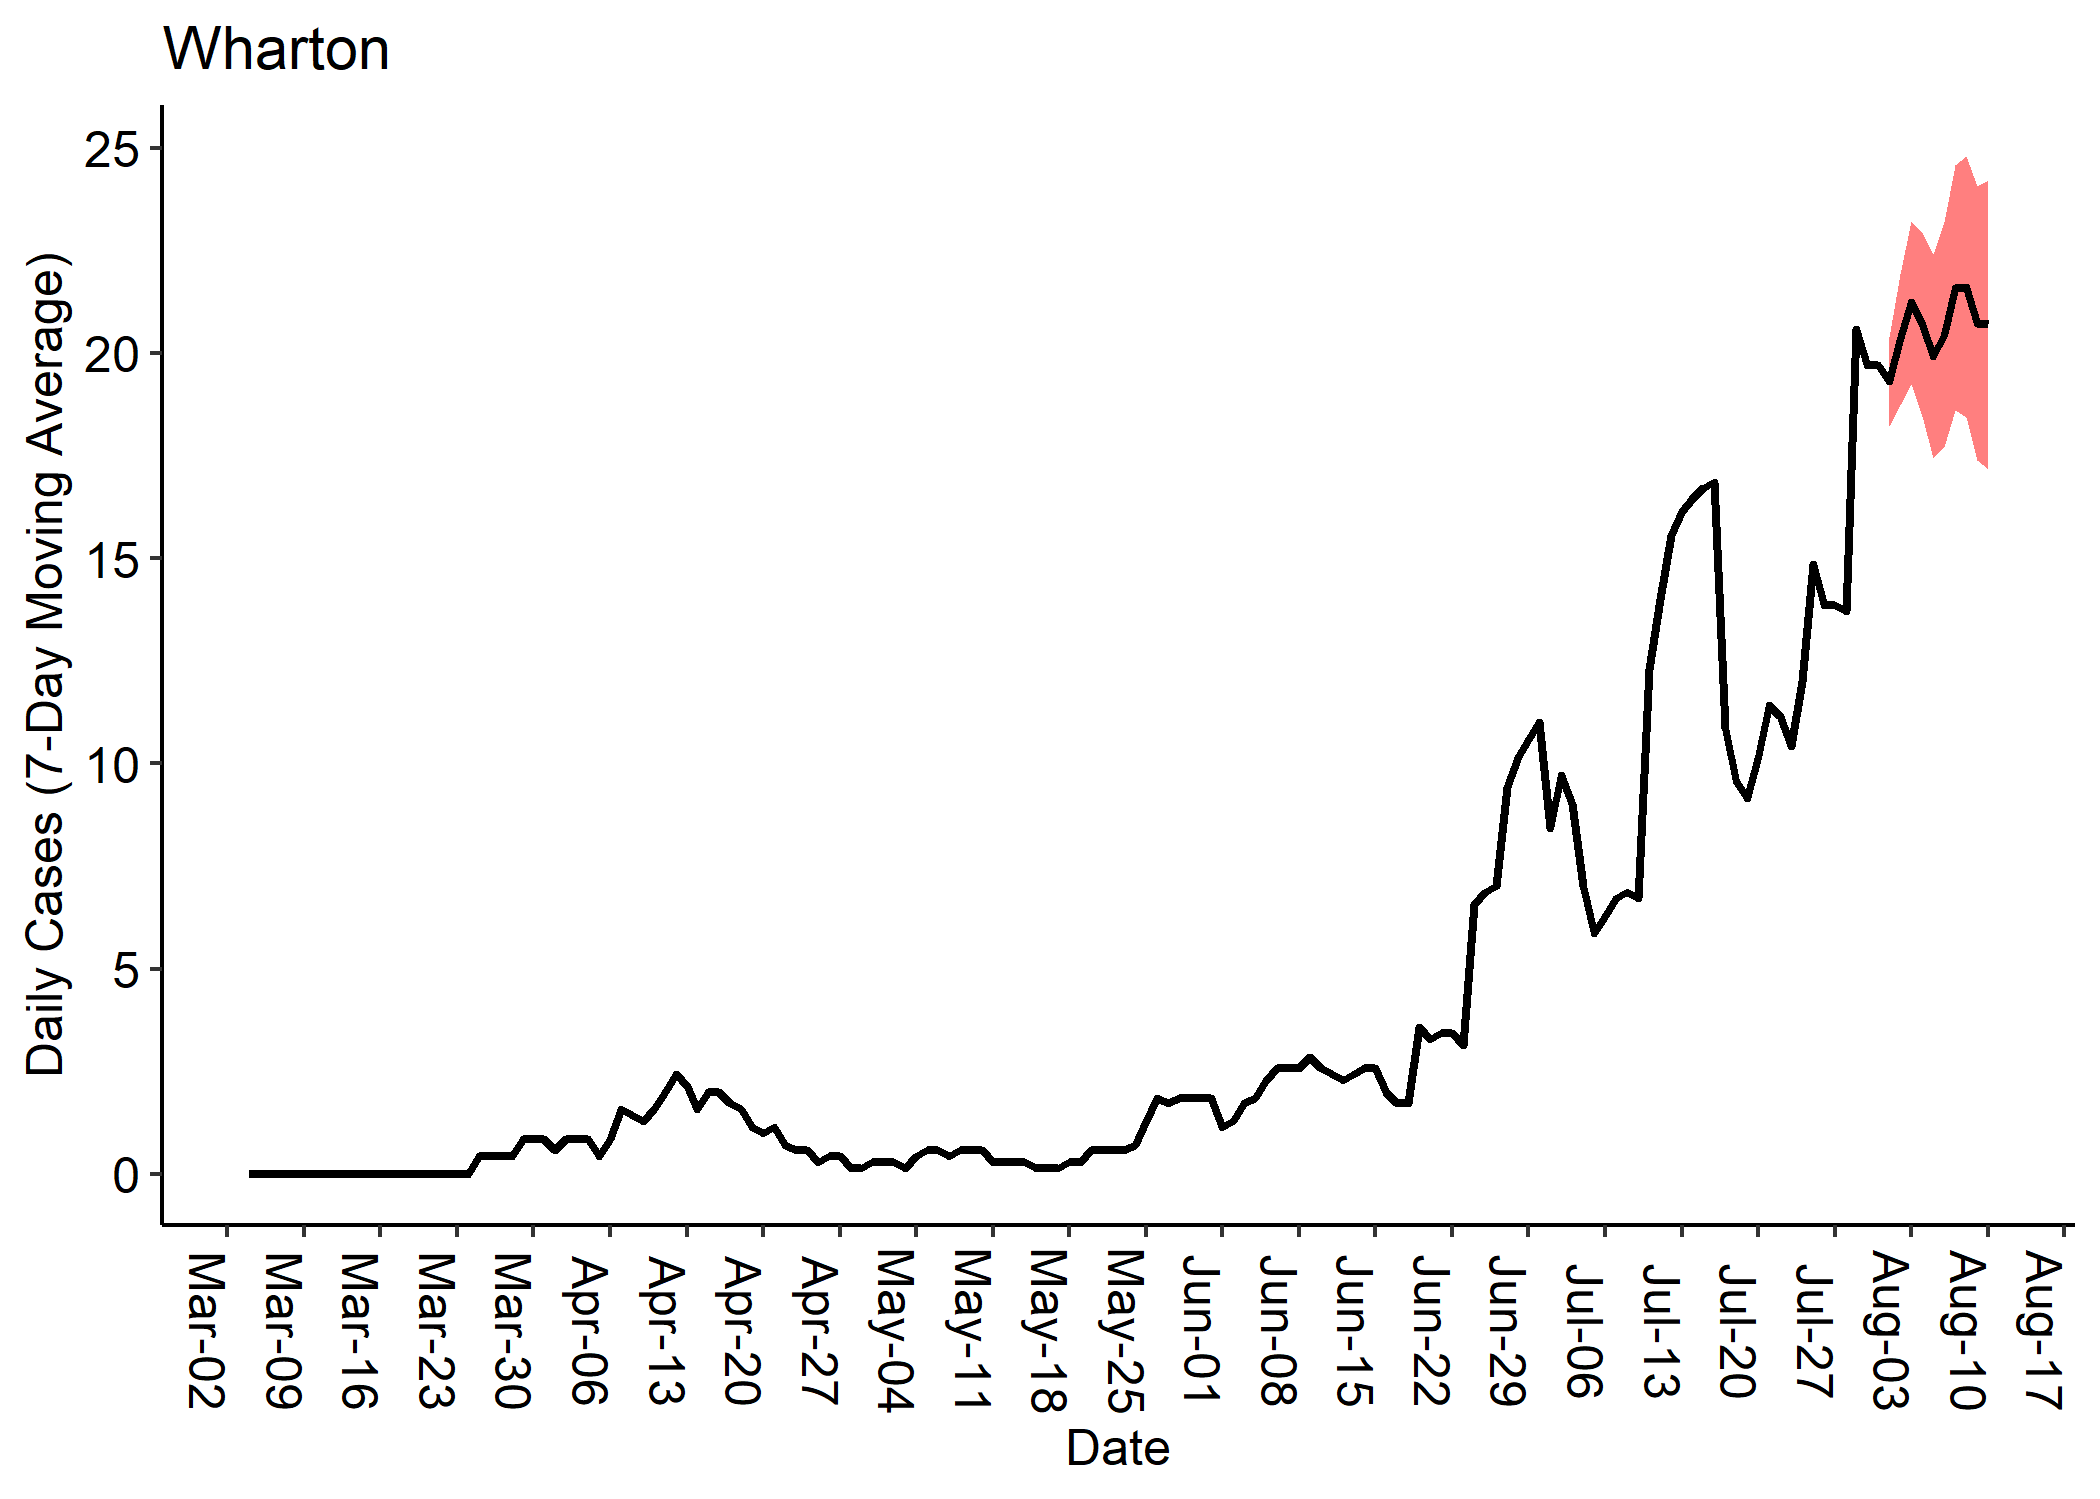 Wharton
Daily Cases (7-Day Moving Average)
25
20
15
10
5
0
Mar-02
Mar-09
Mar-16
Mar-23
Mar-30
Apr-06
Apr-13
Apr-20
Apr-27
May-04
May-11
May-18
May-25
Jun-01
Jun-08
Jun-15
Jun-22
Jun-29
Jul-06
Jul-13
Jul-20
Jul-27
Aug-03
Aug-10
Aug-17
Date